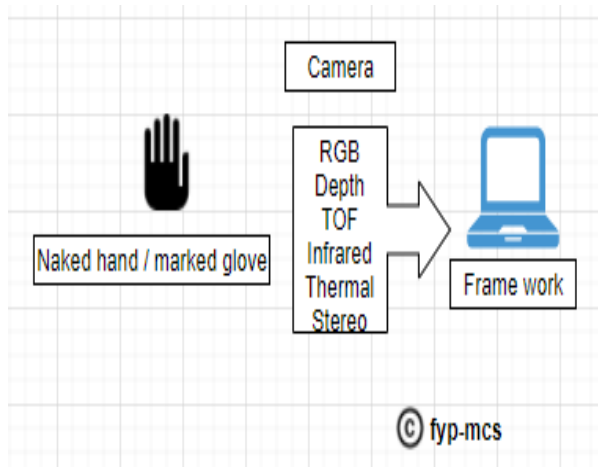 Camera
RGB
Depth
TOF
Infrared
Thermal
Stereo
Naked hand / marked glove
Frame work
© fyp-mcs